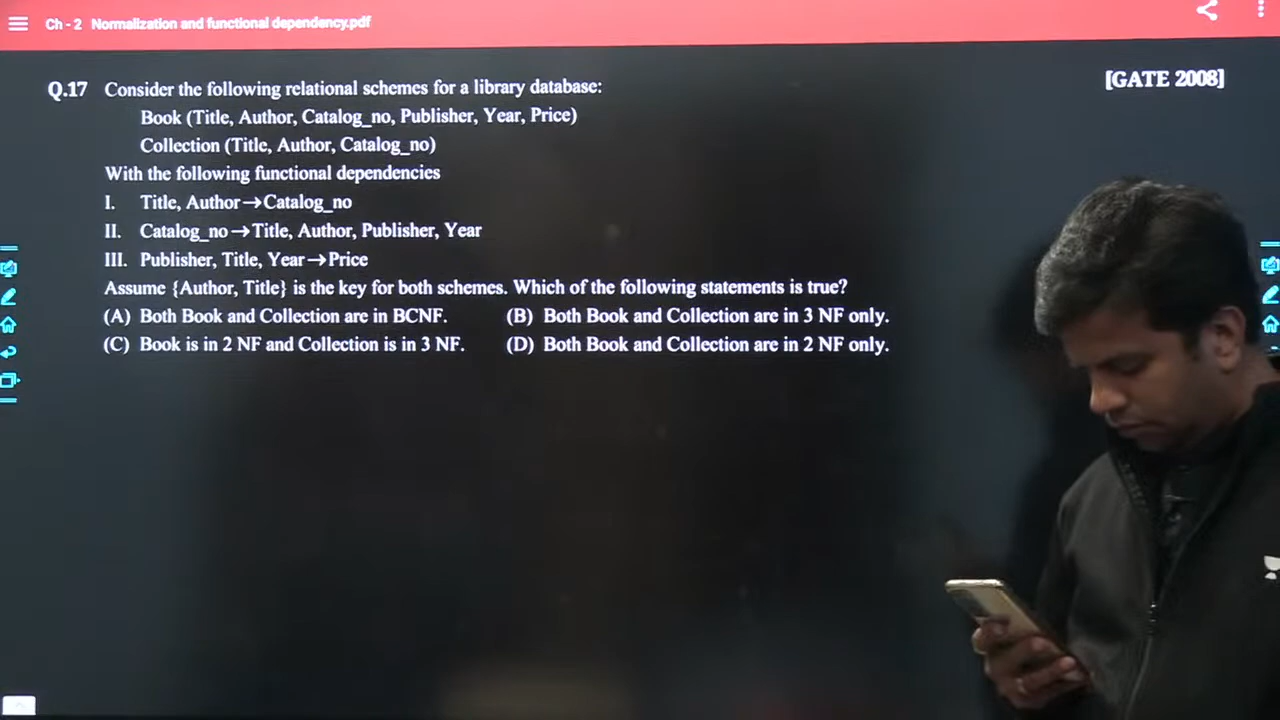 Ch - 2 Normalization and functional dependency.pdf
Q.17 Consider the following relational schemes for a library database: [GATE 2008]
Book (Title, Author, Catalog_no, Publisher, Year, Price)
Collection (Title, Author, Catalog_no)
With the following functional dependencies
I. Title, Author→Catalog_no
II. Catalog_no→Title, Author, Publisher, Year
III. Publisher, Title, Year→Price
Assume {Author, Title} is the key for both schemes. Which of the following statements is true?
(A) Both Book and Collection are in BCNF. (B) Both Book and Collection are in 3 NF only.
(C) Book is in 2 NF and Collection is in 3 NF. (D) Both Book and Collection are in 2 NF only.